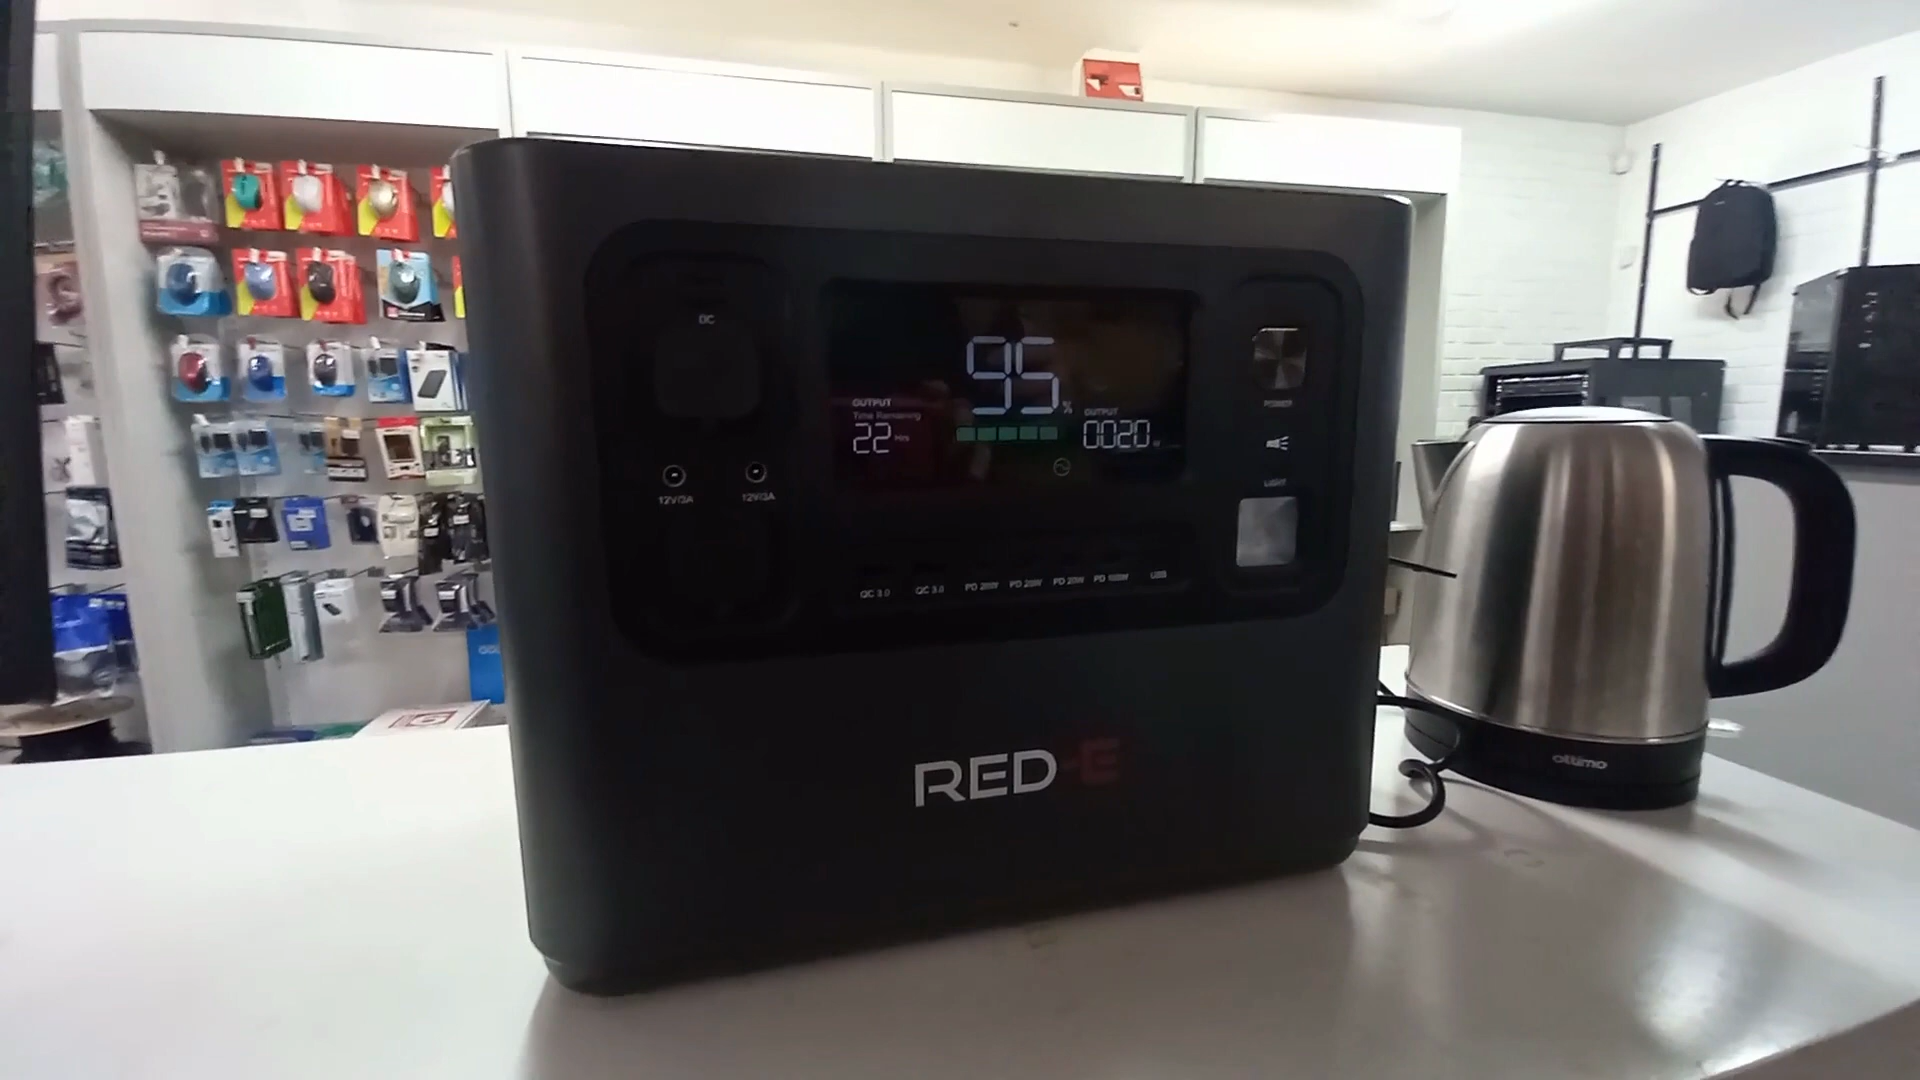 DC
12V/3A
12V/3A
95%
OUTPUT
Time Remaining
22 Hrs
OUTPUT
0020 W
POWER
LIGHT
QC 3.0
QC 3.0
PD 20W
PD 20W
PD 20W
PD 100W
USB
RED-E
ottimo